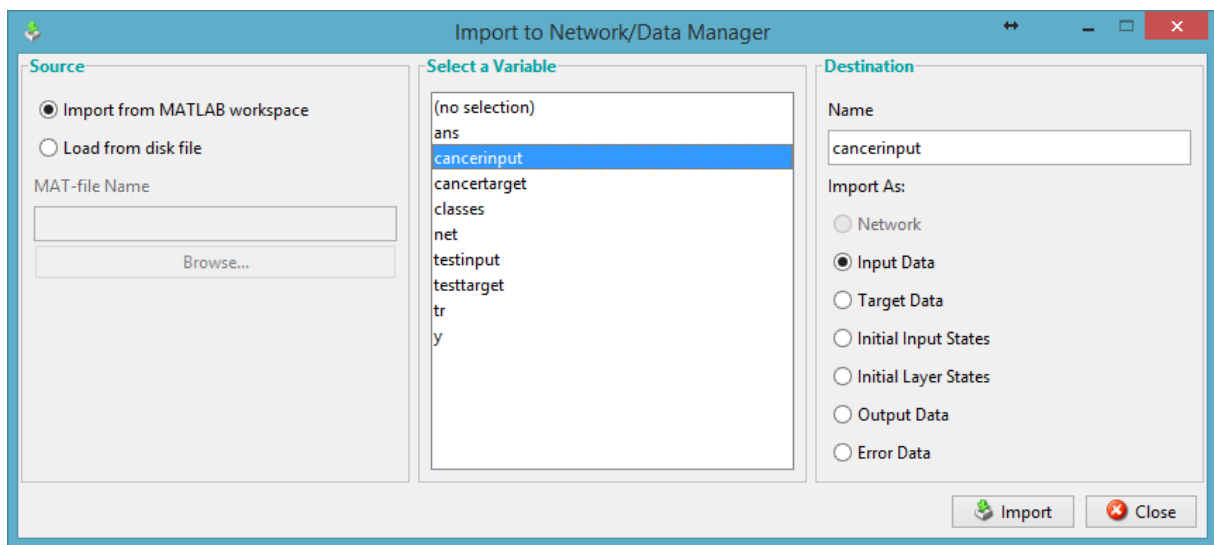 Import to Network/Data Manager
Source
Import from MATLAB workspace
Load from disk file
MAT-file Name
Browse...
Select a Variable
(no selection)
ans
cancerinput
cancertarget
classes
net
testinput
testtarget
tr
y
Destination
Name
cancerinput
Import As:
Network
Input Data
Target Data
Initial Input States
Initial Layer States
Output Data
Error Data
Import
Close